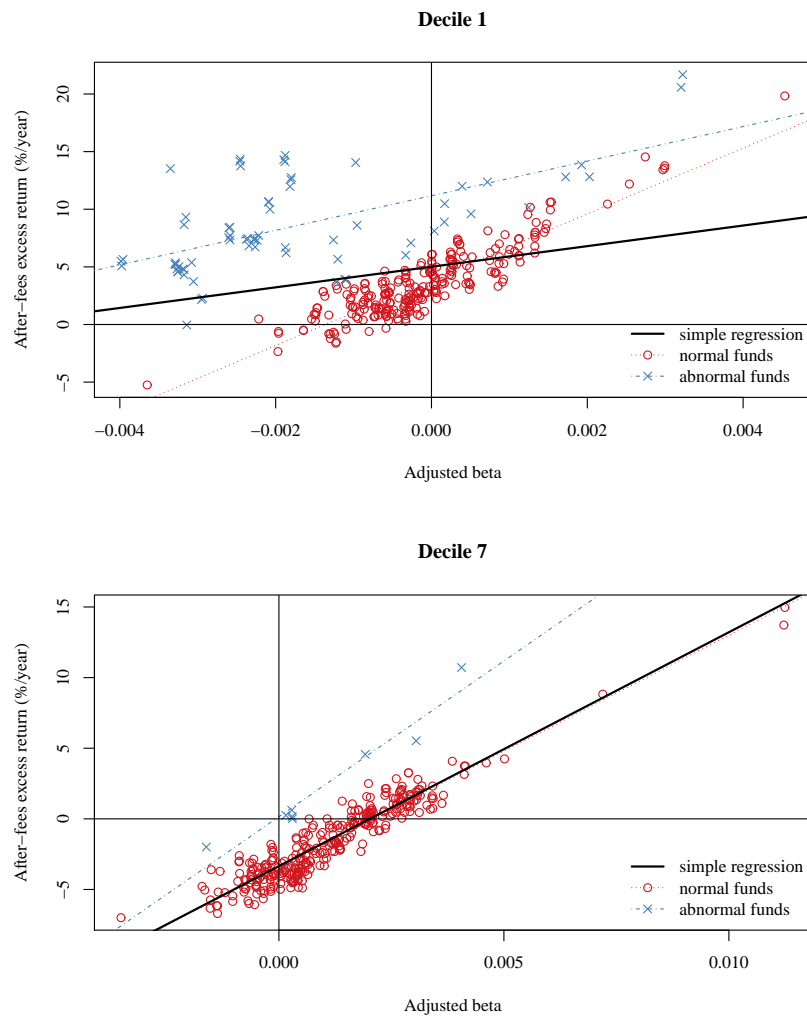 Decile 1
After−fees excess return (%/year)
20
15
10
5
0
−5
−0.004
−0.002
0.000
0.002
0.004
simple regression
normal funds
abnormal funds
Adjusted beta
Decile 7
After−fees excess return (%/year)
15
10
5
0
−5
0.000
0.005
0.010
simple regression
normal funds
abnormal funds
Adjusted beta